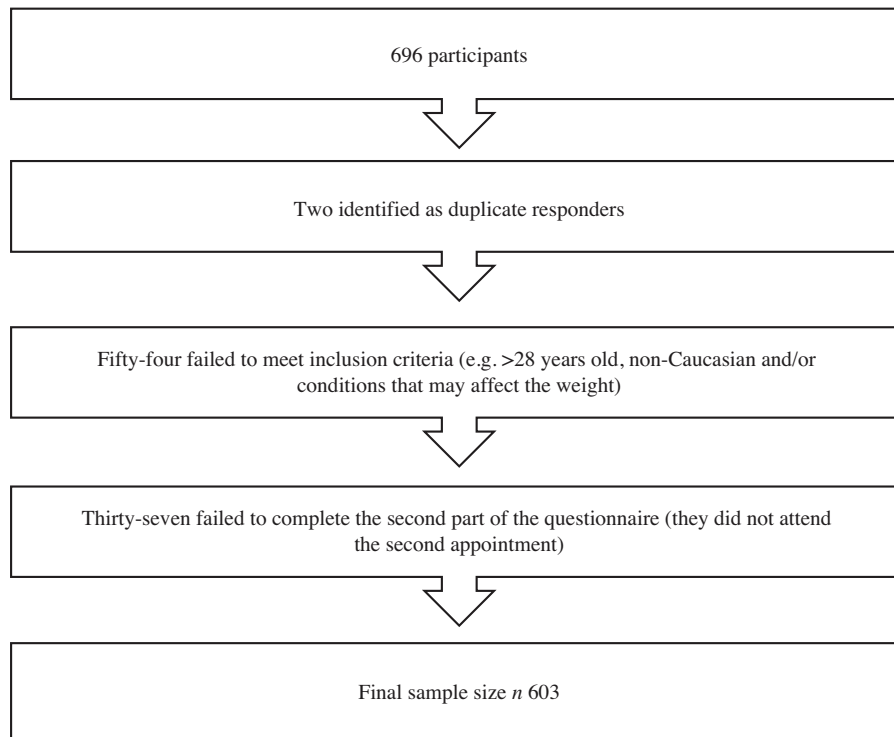 696 participants
Two identified as duplicate responders
Fifty-four failed to meet inclusion criteria (e.g. >28 years old, non-Caucasian and/or
conditions that may affect the weight)
Thirty-seven failed to complete the second part of the questionnaire (they did not attend
the second appointment)
Final sample size n 603